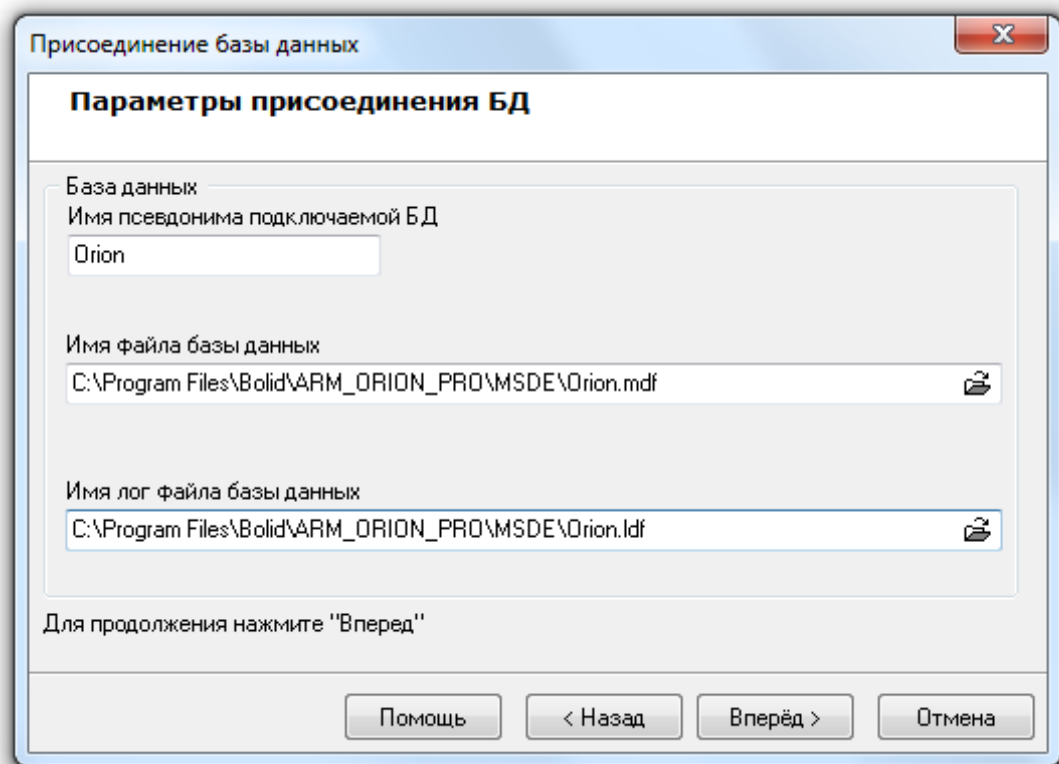 Присоединение базы данных
Параметры присоединения БД
База данных
Имя псевдонима подключаемой БД
Orion
Имя файла базы данных
C:\Program Files\Bolid\ARM_ORION_PRO\MSDE\Orion.mdf
Имя лог файла базы данных
C:\Program Files\Bolid\ARM_ORION_PRO\MSDE\Orion.ldf
Для продолжения нажмите "Вперед"
Помощь < Назад Вперёд > Отмена